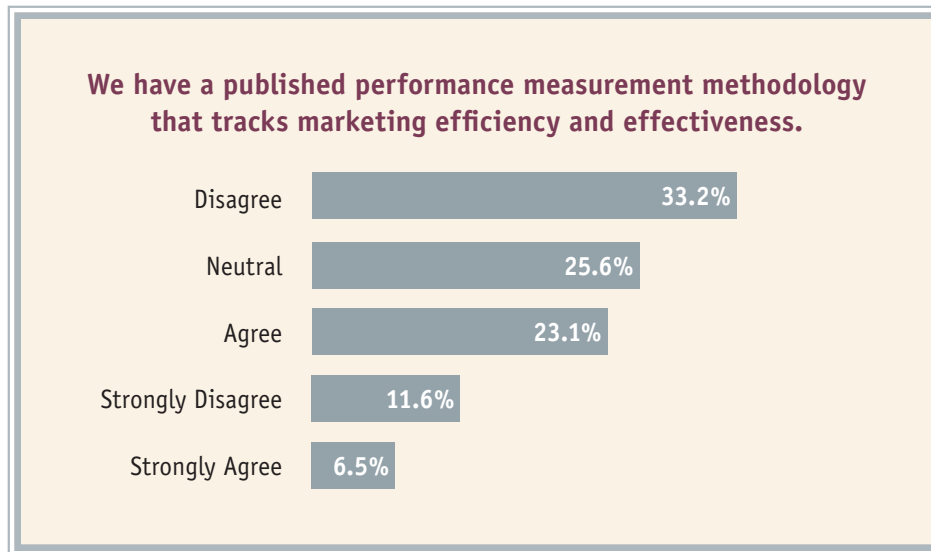 We have a published performance measurement methodology
that tracks marketing efficiency and effectiveness.
Disagree 33.2%
Neutral 25.6%
Agree 23.1%
Strongly Disagree 11.6%
Strongly Agree 6.5%